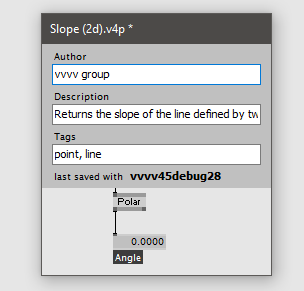 Slope (2d).v4p *
Author
vvvv group
Description
Returns the slope of the line defined by tw
Tags
point, line
last saved with vvvv45debug28
Polar
0.0000
Angle